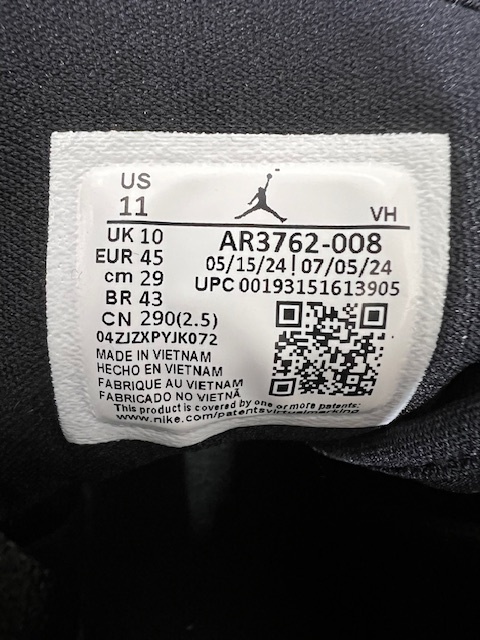 US
11
VH
UK 10
EUR 45
cm 29
BR 43
CN 290(2.5)
AR3762-008
05/15/24 | 07/05/24
UPC 00193151613905
04ZJZXPYJK072
MADE IN VIETNAM
HECHO EN VIETNAM
FABRIQUE AU VIETNAM
FABRICADO NO VIETNÃ
This product is covered by one or more patents:
www.nike.com/patentsvirtualmarking